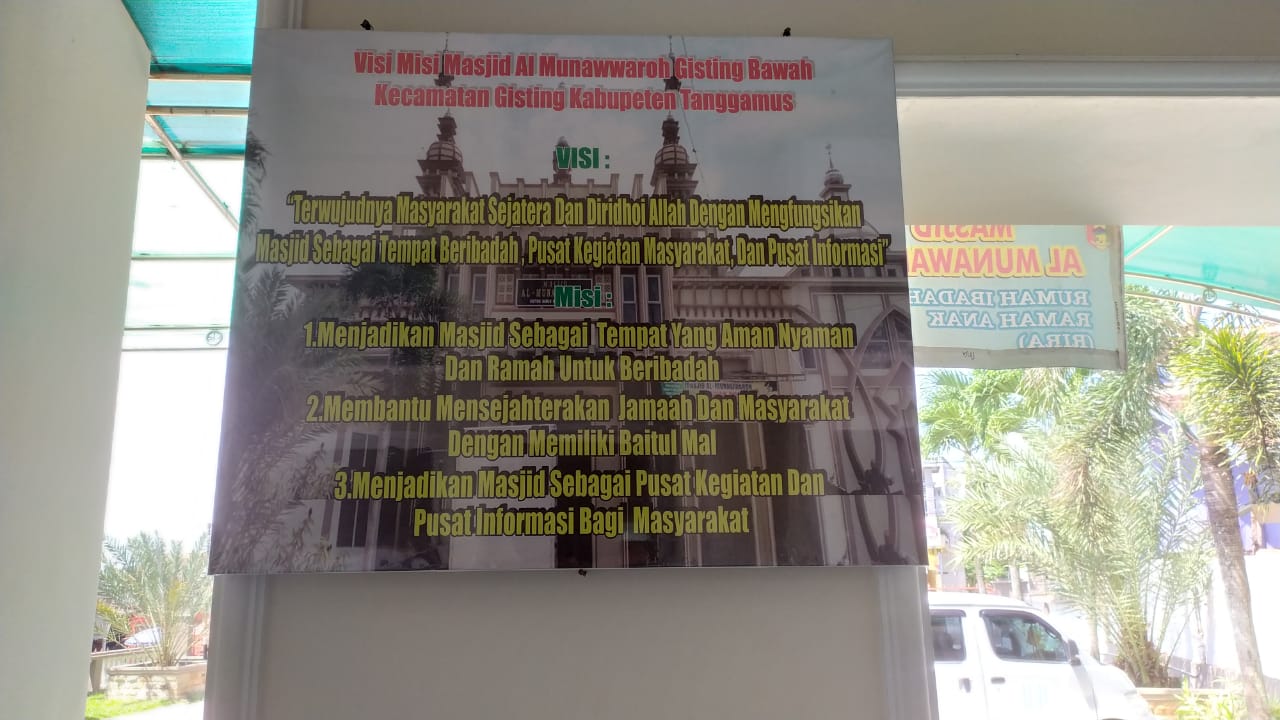 Visi Misi Masjid Al Munawwaroh Gisting Bawah
Kecamatan Gisting Kabupeten Tanggamus
VISI :
“Terwujudnya Masyarakat Sejatera Dan Diridhoi Allah Dengan Mengfungsikan
Masjid Sebagai Tempat Beribadah , Pusat Kegiatan Masyarakat, Dan Pusat Informasi”
Misi :
1.Menjadikan Masjid Sebagai Tempat Yang Aman Nyaman
Dan Ramah Untuk Beribadah
2.Membantu Mensejahterakan Jamaah Dan Masyarakat
Dengan Memiliki Baitul Mal
3.Menjadikan Masjid Sebagai Pusat Kegiatan Dan
Pusat Informasi Bagi Masyarakat
MASJID
AL MUNAWA
RUMAH IBADAH
RAMAH ANAK
(RIRA)